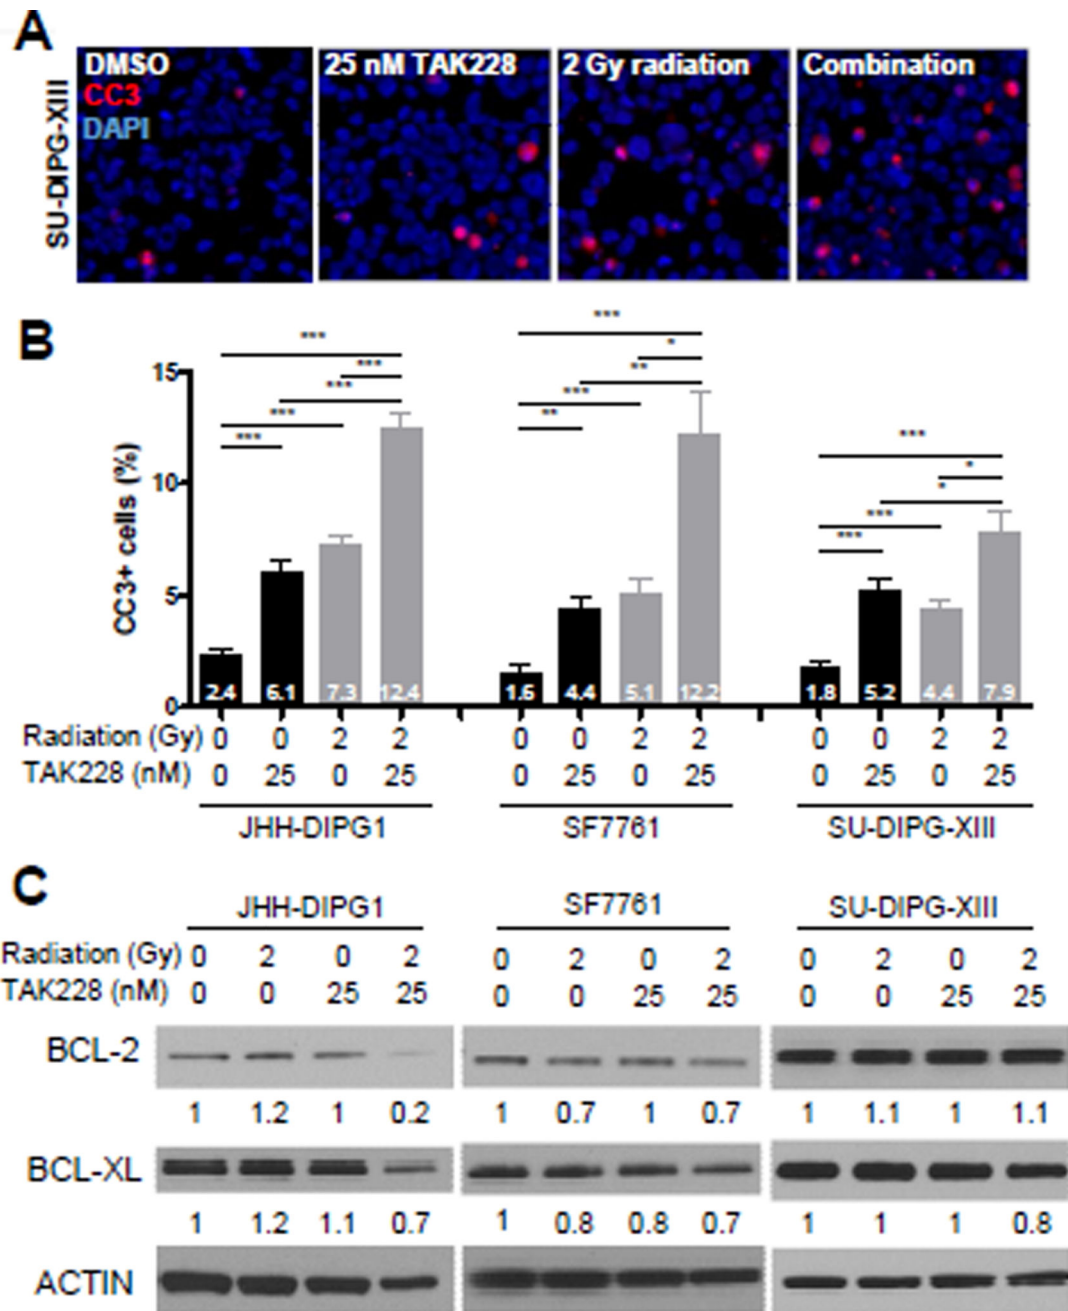 A
SU-DIPG-XIII
DMSO
CC3
DAPI
25 nM TAK228
2 Gy radiation
Combination
B
CC3+ cells (%)
15
10
5
0
*** *** *** *** ***
*** * ** *** **
*** * * *** ***
2.4 6.1 7.3 12.4 1.6 4.4 5.1 12.2 1.8 5.2 4.4 7.9
Radiation (Gy) 0 0 2 2 0 0 2 2 0 0 2 2
TAK228 (nM) 0 25 0 25 0 25 0 25 0 25 0 25
JHH-DIPG1 SF7761 SU-DIPG-XIII
C
JHH-DIPG1 SF7761 SU-DIPG-XIII
Radiation (Gy) 0 2 0 2 0 2 0 2 0 2 0 2
TAK228 (nM) 0 0 25 25 0 0 25 25 0 0 25 25
BCL-2
1 1.2 1 0.2 1 0.7 1 0.7 1 1.1 1 1.1
BCL-XL
1 1.2 1.1 0.7 1 0.8 0.8 0.7 1 1 1 0.8
ACTIN